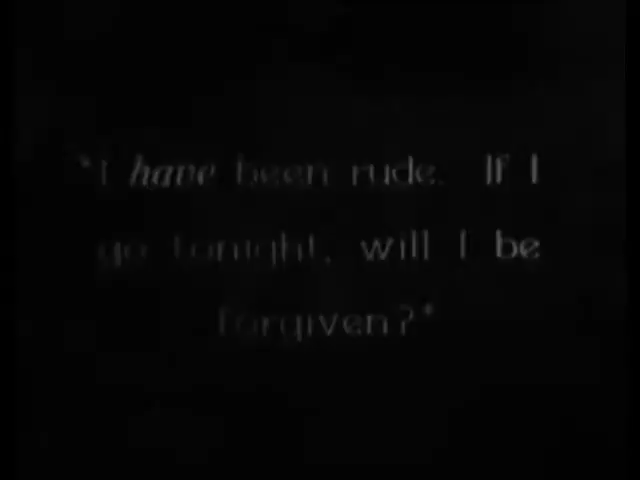 "I have been rude. If I
go tonight, will I be
forgiven?"